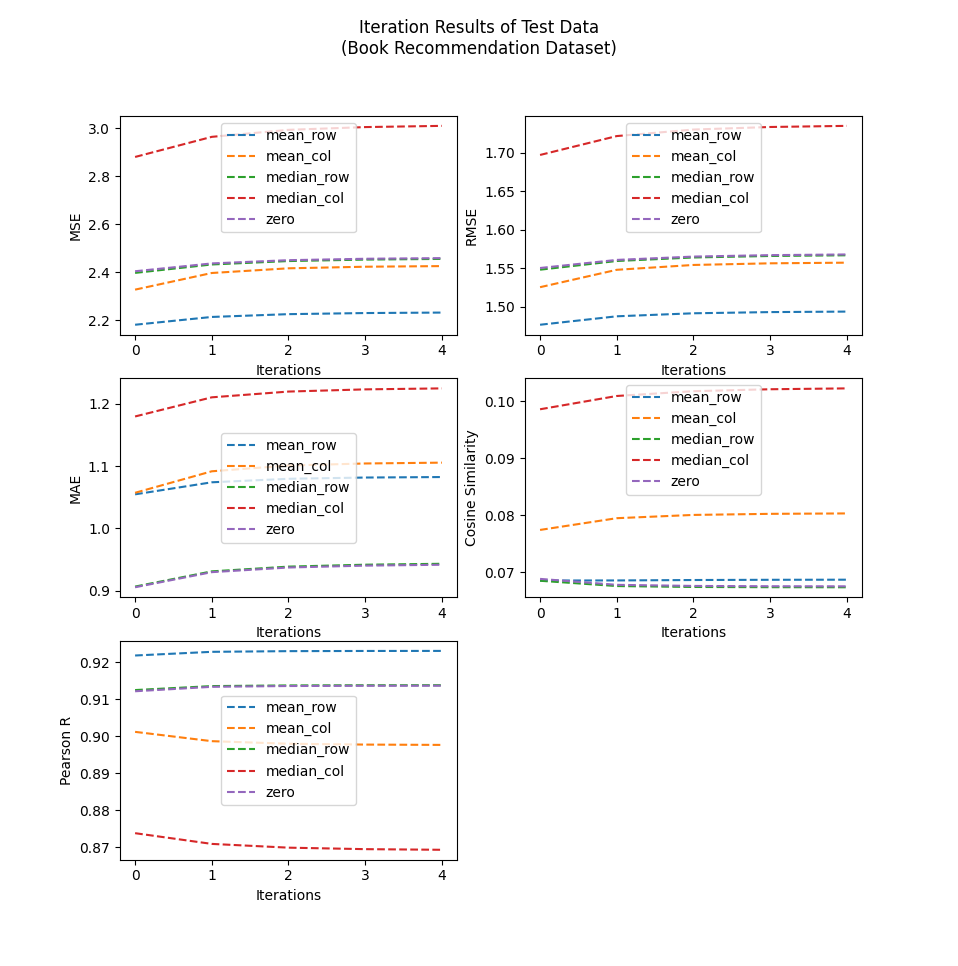 Iteration Results of Test Data
(Book Recommendation Dataset)
MSE
3.0
2.8
2.6
2.4
2.2
mean_row
mean_col
median_row
median_col
zero
0 1 2 3 4
Iterations
RMSE
1.70
1.65
1.60
1.55
1.50
mean_row
mean_col
median_row
median_col
zero
0 1 2 3 4
Iterations
MAE
1.2
1.1
1.0
0.9
mean_row
mean_col
median_row
median_col
zero
0 1 2 3 4
Iterations
Cosine Similarity
0.10
0.09
0.08
0.07
mean_row
mean_col
median_row
median_col
zero
0 1 2 3 4
Iterations
Pearson R
0.92
0.91
0.90
0.89
0.88
0.87
mean_row
mean_col
median_row
median_col
zero
0 1 2 3 4
Iterations